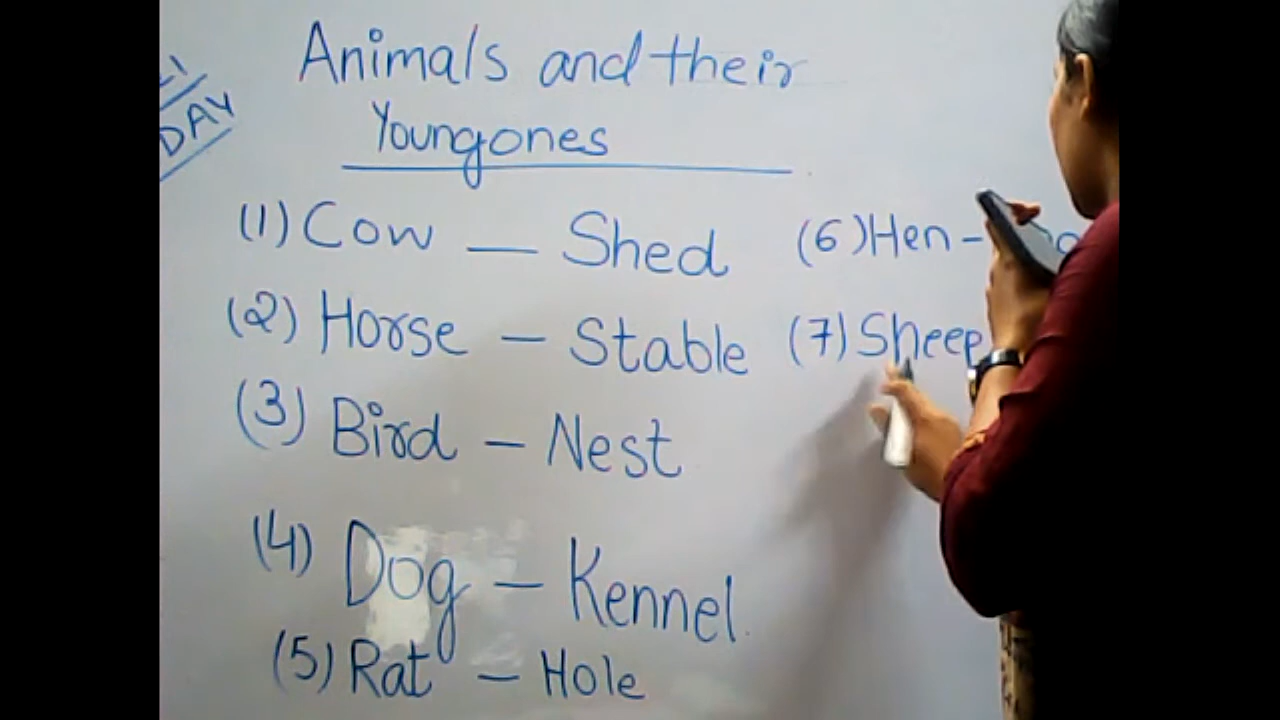 DAY
Animals and their
Youngones
(1) Cow — Shed
(2) Horse — Stable
(3) Bird — Nest
(4) Dog — Kennel
(5) Rat — Hole
(6) Hen –
(7) Sheep